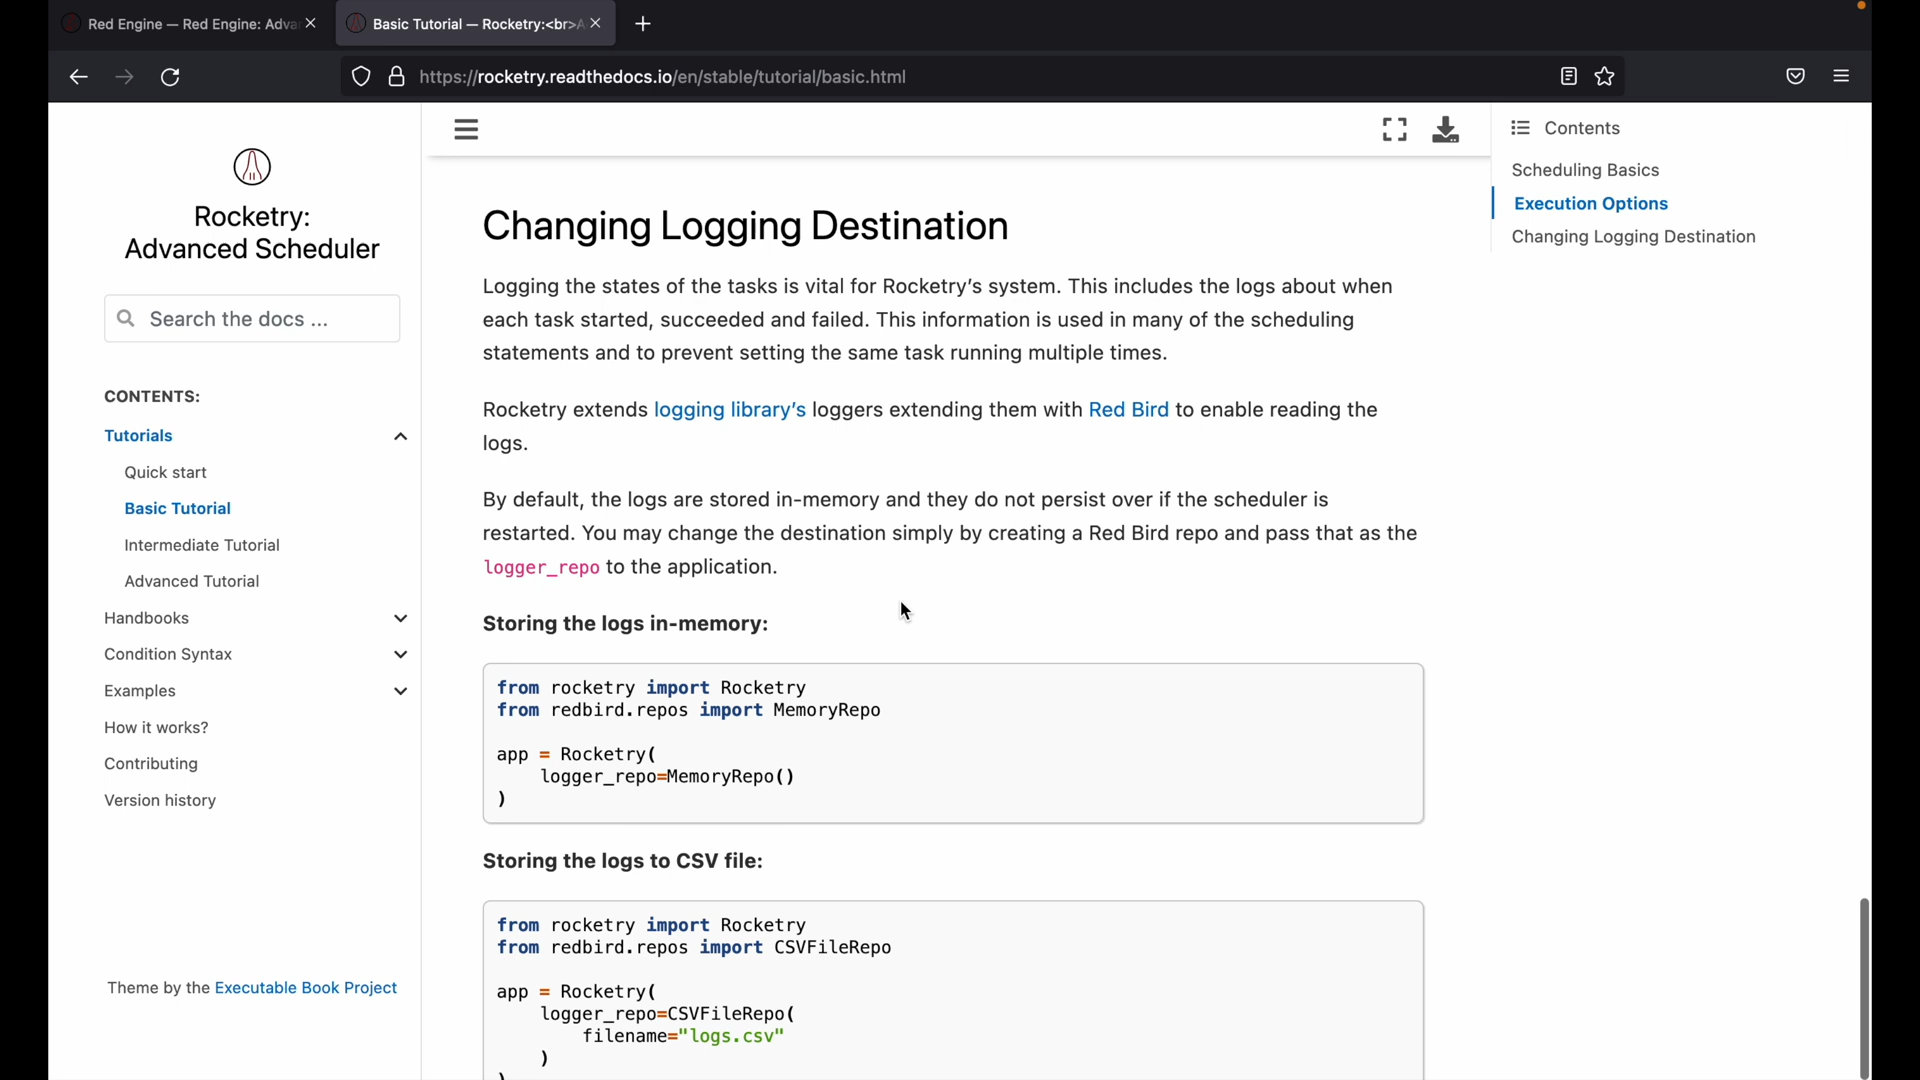 Red Engine — Red Engine: Adva
Basic Tutorial — Rocketry:<br>A
https://rocketry.readthedocs.io/en/stable/tutorial/basic.html
Rocketry:
Advanced Scheduler
Search the docs ...
CONTENTS:
Tutorials
Quick start
Basic Tutorial
Intermediate Tutorial
Advanced Tutorial
Handbooks
Condition Syntax
Examples
How it works?
Contributing
Version history
Theme by the Executable Book Project
Changing Logging Destination
Logging the states of the tasks is vital for Rocketry's system. This includes the logs about when
each task started, succeeded and failed. This information is used in many of the scheduling
statements and to prevent setting the same task running multiple times.
Rocketry extends logging library's loggers extending them with Red Bird to enable reading the
logs.
By default, the logs are stored in-memory and they do not persist over if the scheduler is
restarted. You may change the destination simply by creating a Red Bird repo and pass that as the
logger_repo to the application.
Storing the logs in-memory:
from rocketry import Rocketry
from redbird.repos import MemoryRepo
app = Rocketry(
logger_repo=MemoryRepo()
)
Storing the logs to CSV file:
from rocketry import Rocketry
from redbird.repos import CSVFileRepo
app = Rocketry(
logger_repo=CSVFileRepo(
filename="logs.csv"
)
)
Contents
Scheduling Basics
Execution Options
Changing Logging Destination